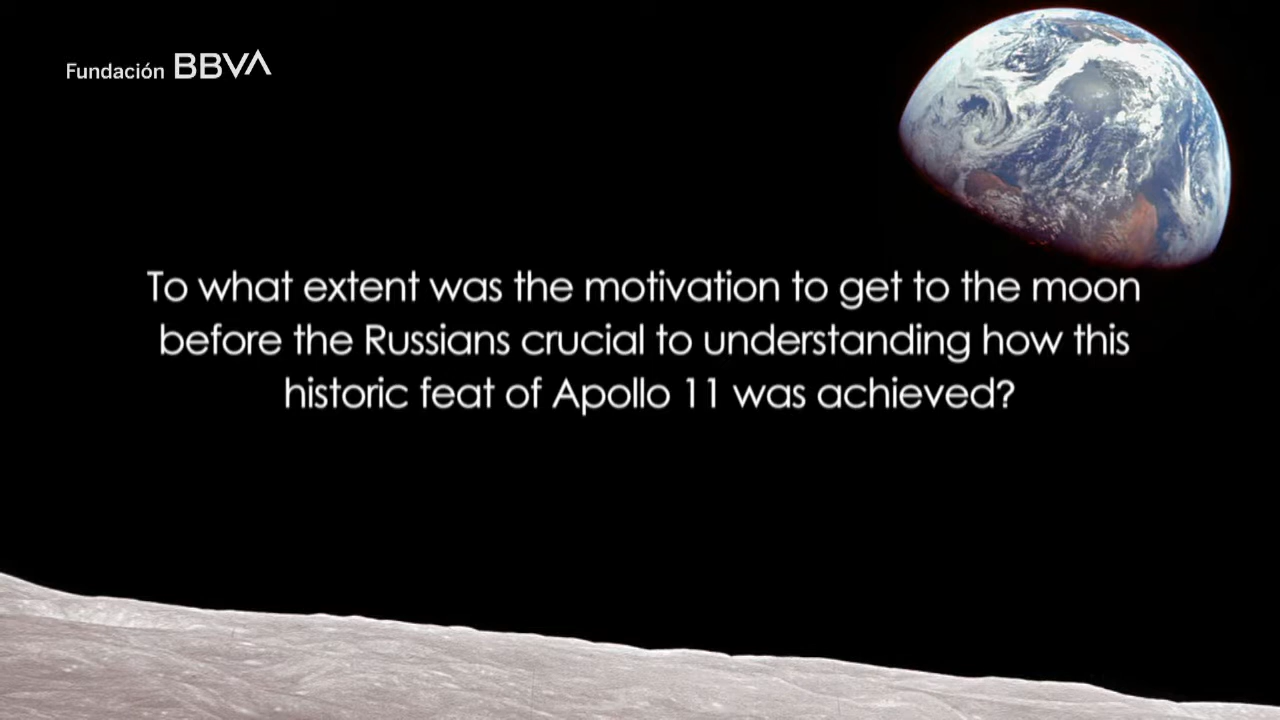 Fundación BBVA
To what extent was the motivation to get to the moon
before the Russians crucial to understanding how this
historic feat of Apollo 11 was achieved?